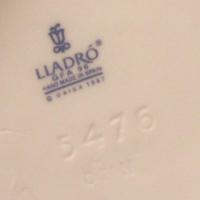 LLADRÓ
HAND MADE IN SPAIN
© DAISA 1987
5476